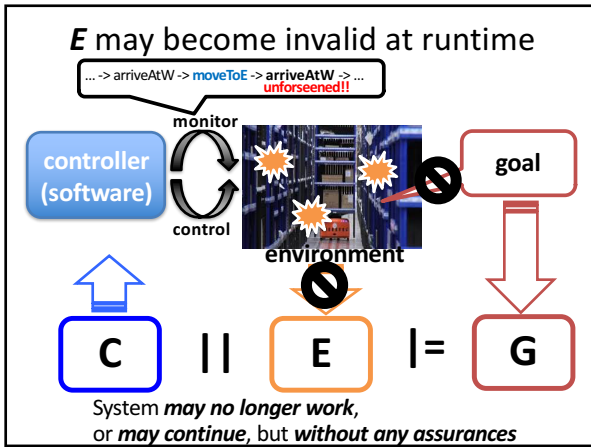 E may become invalid at runtime
... -> arriveAtW -> moveToE -> arriveAtW -> ...
unforseened!!
monitor
controller
(software)
goal
control
environment
C || E |= G
System may no longer work,
or may continue, but without any assurances